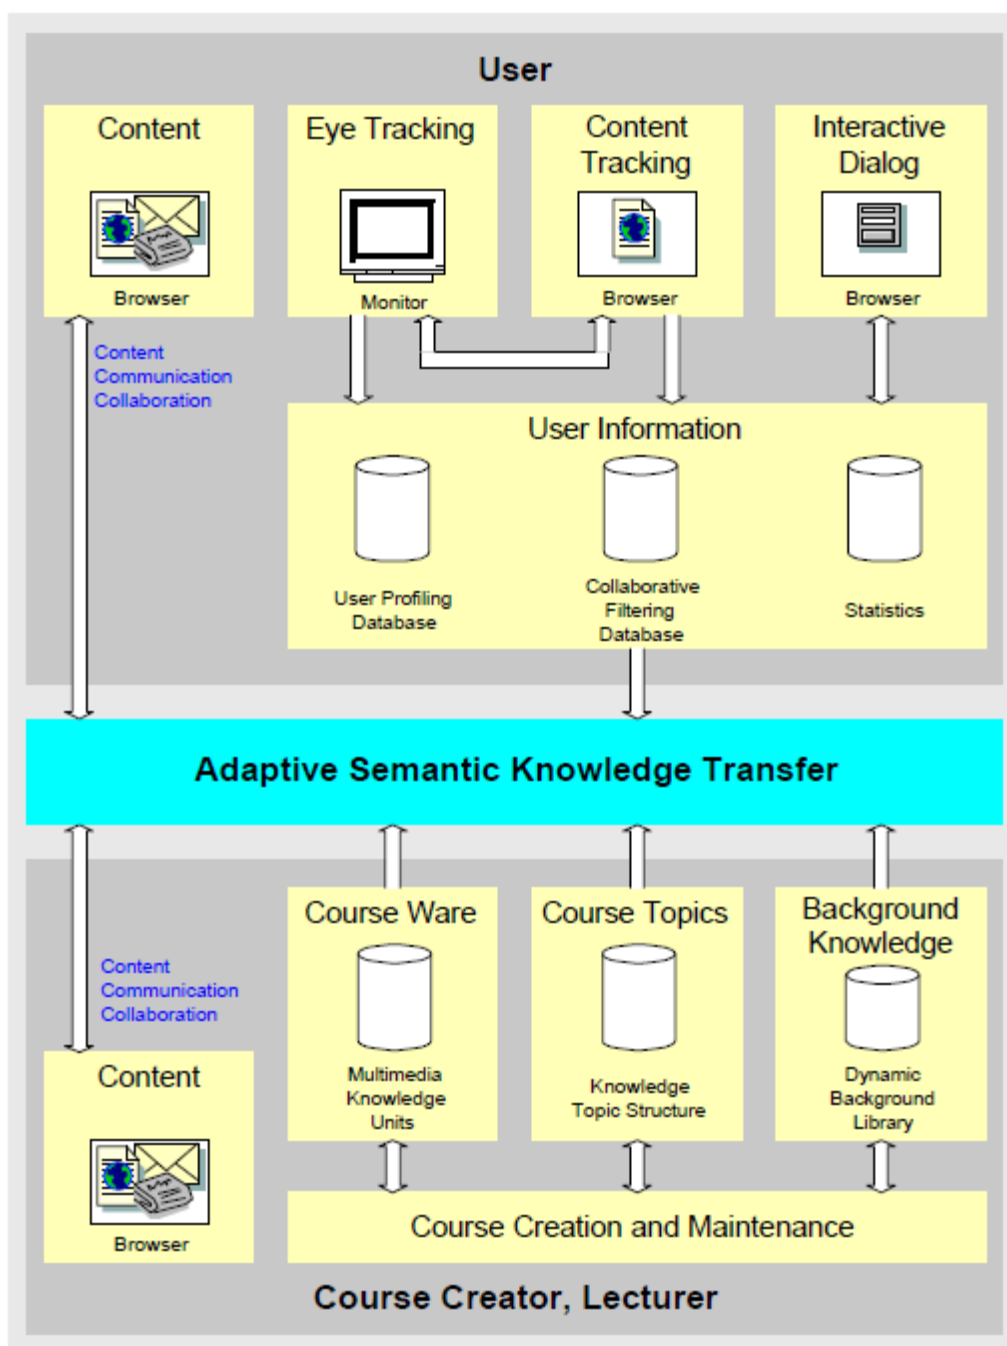 User
Content
Browser
Eye Tracking
Monitor
Content
Tracking
Browser
Interactive
Dialog
Browser
Content
Communication
Collaboration
User Information
User Profiling
Database
Collaborative
Filtering
Database
Statistics
Adaptive Semantic Knowledge Transfer
Content
Communication
Collaboration
Content
Browser
Course Ware
Multimedia
Knowledge
Units
Course Topics
Knowledge
Topic Structure
Background
Knowledge
Dynamic
Background
Library
Course Creation and Maintenance
Course Creator, Lecturer